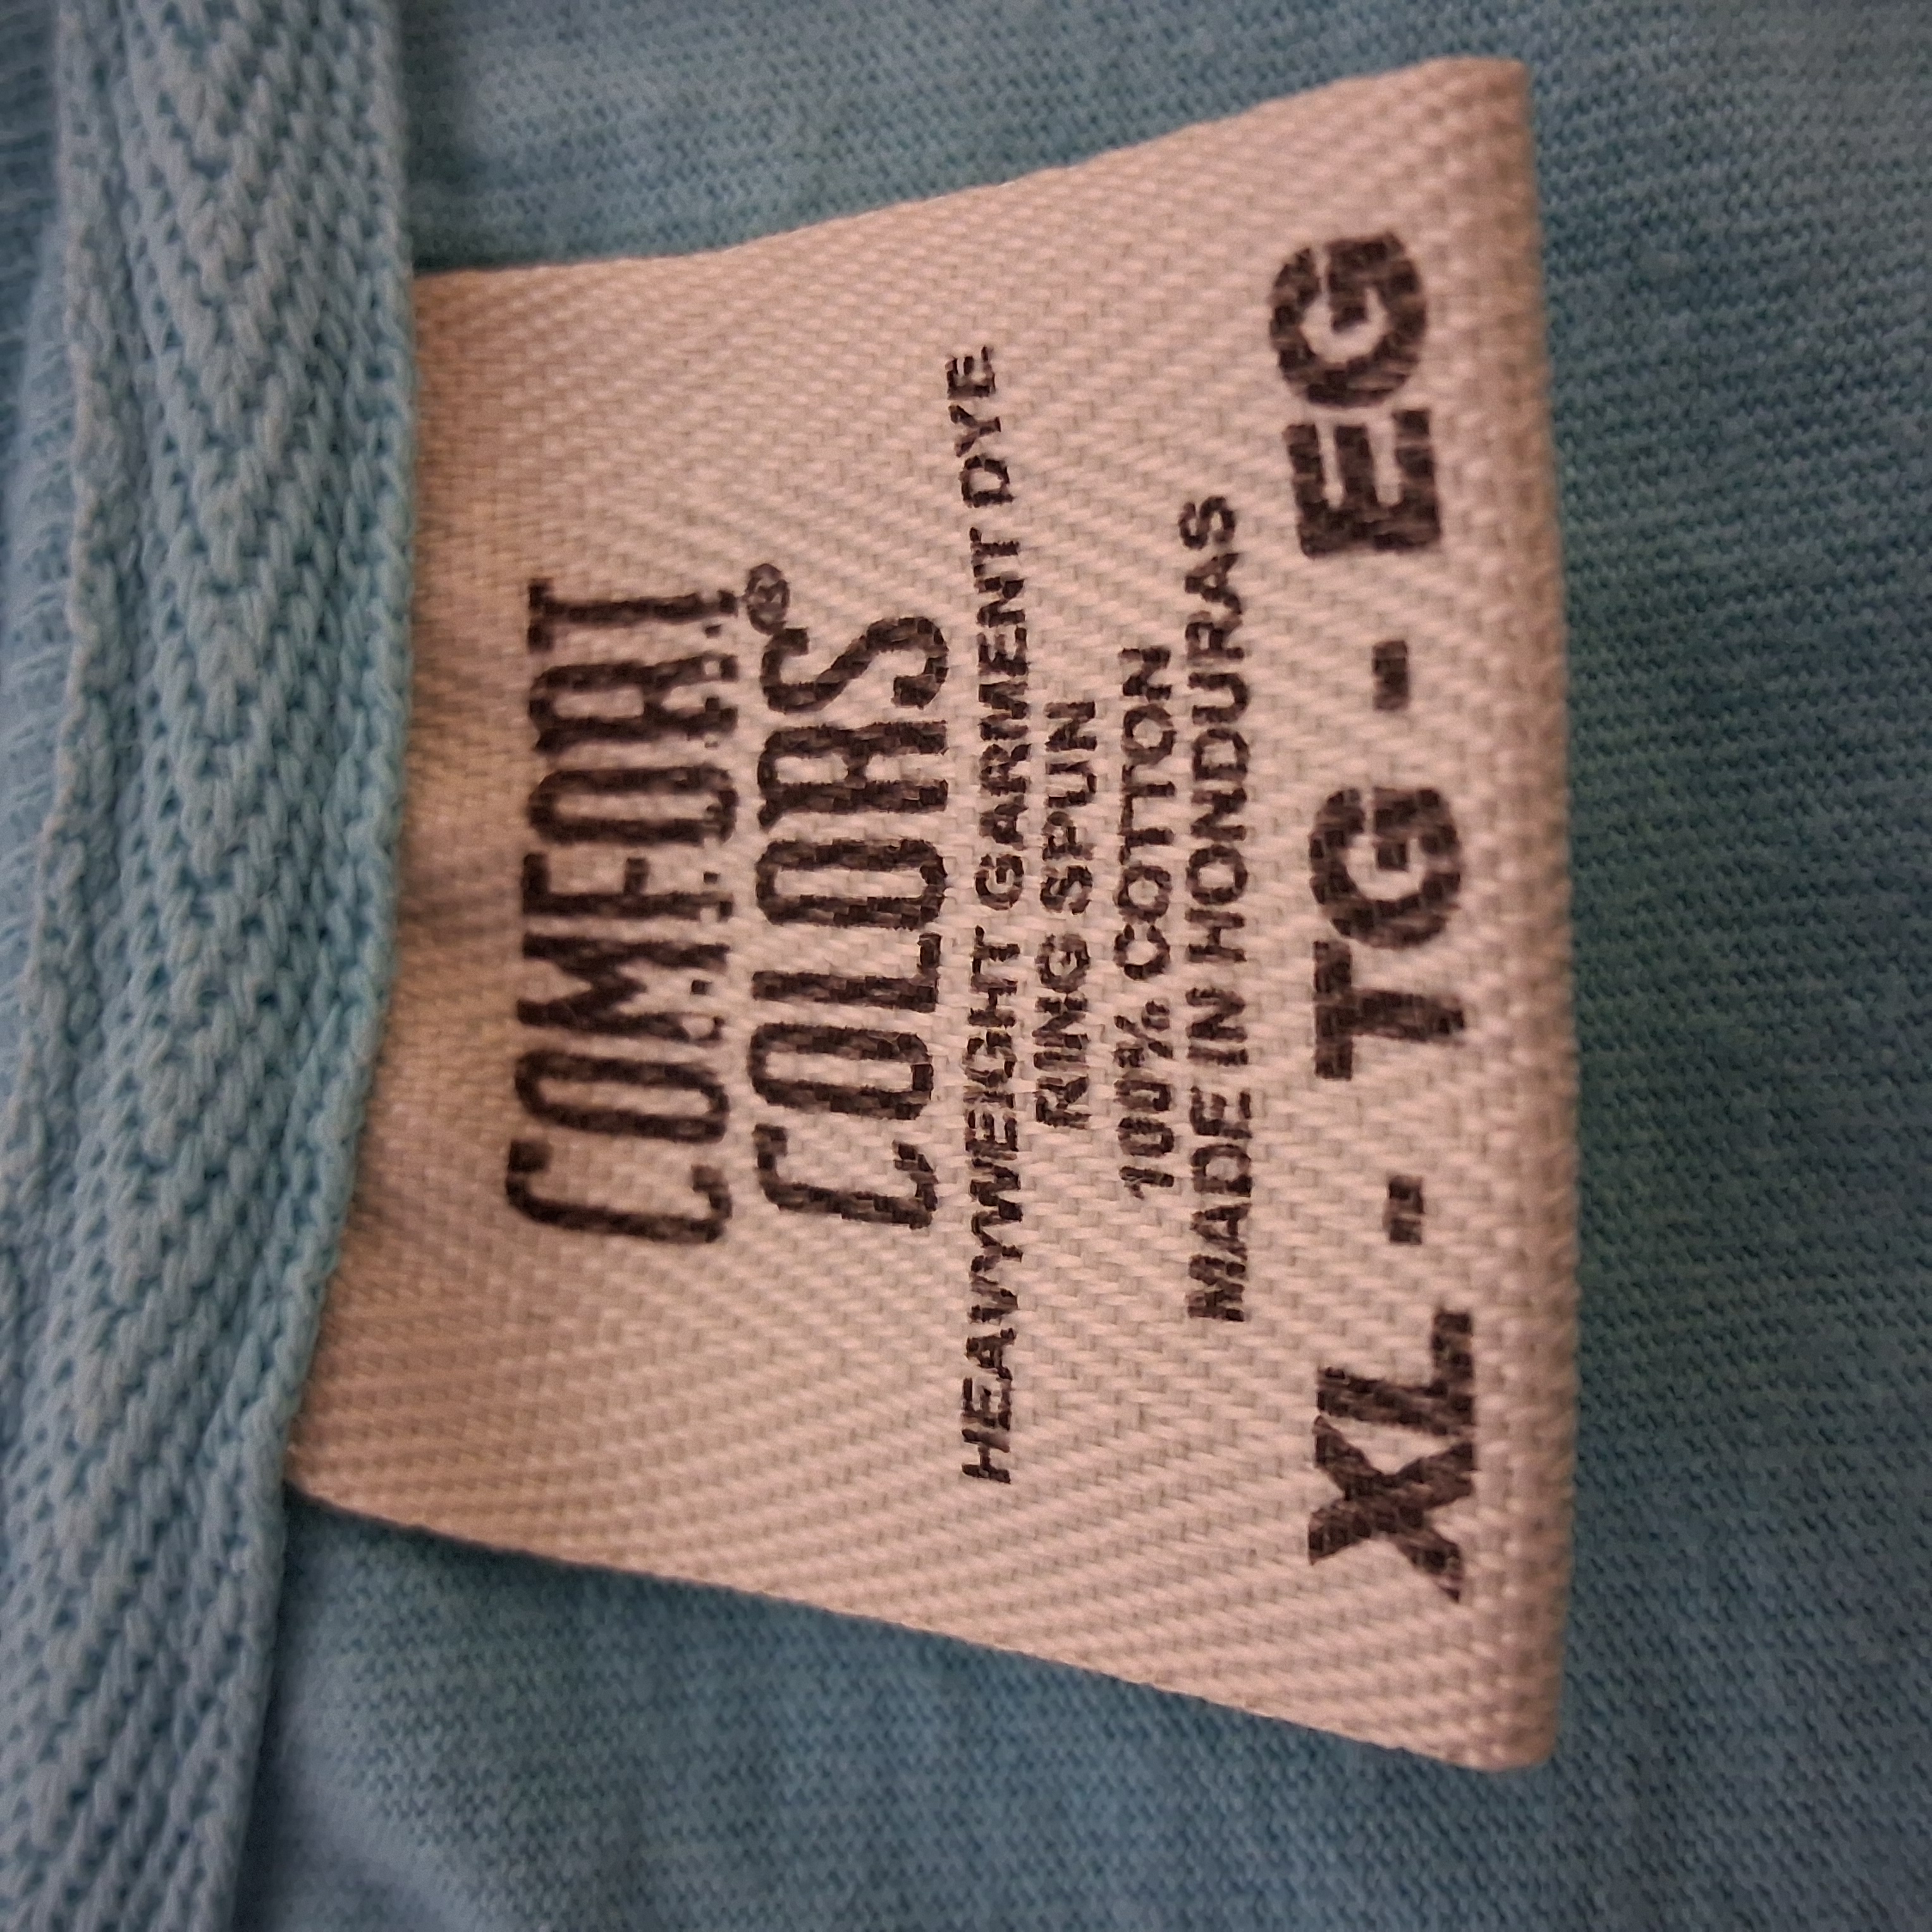 COMFORT
COLORS®
HEAVYWEIGHT GARMENT DYE
RING SPUN
100% COTTON
MADE IN HONDURAS
XL - TG - EG